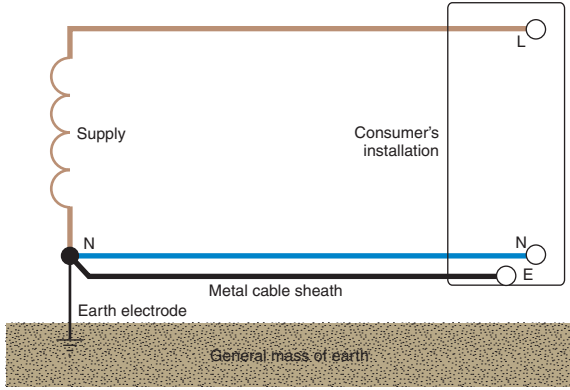 L
Supply
Consumer's
installation
N
N
E
Metal cable sheath
Earth electrode
General mass of earth